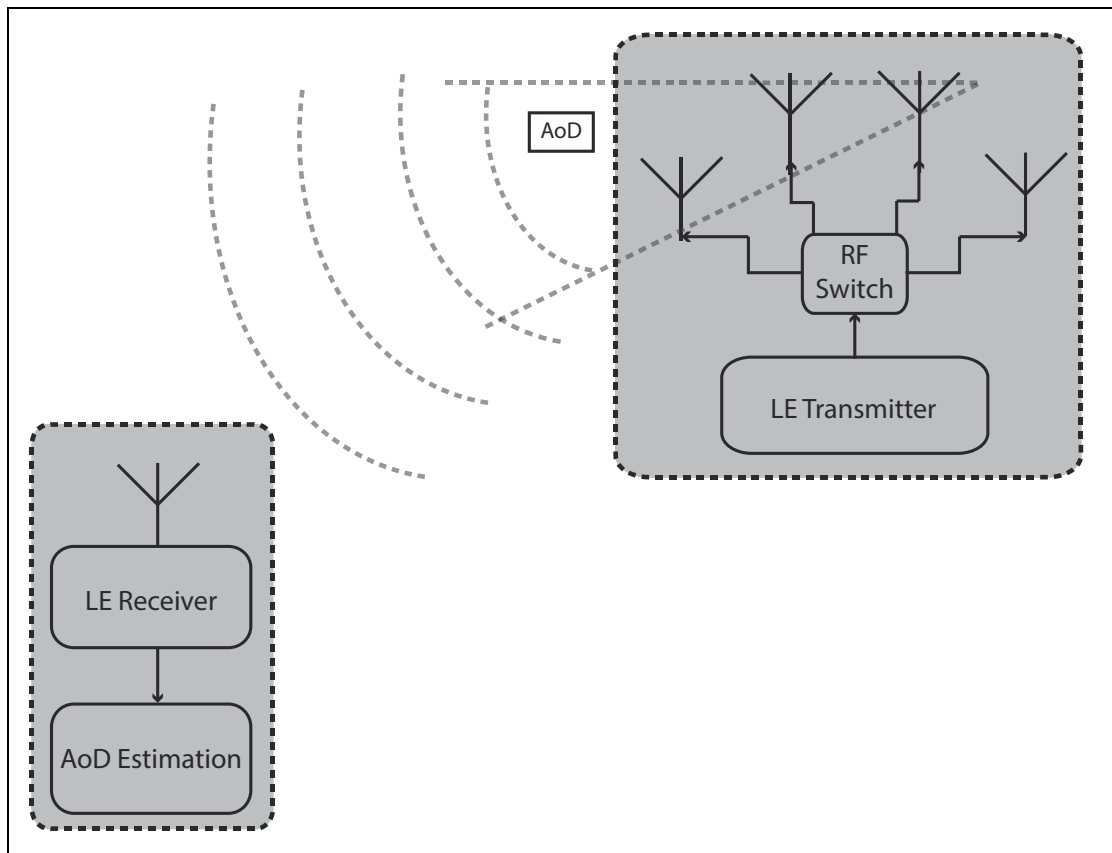 AoD
RF
Switch
LE Transmitter
LE Receiver
AoD Estimation